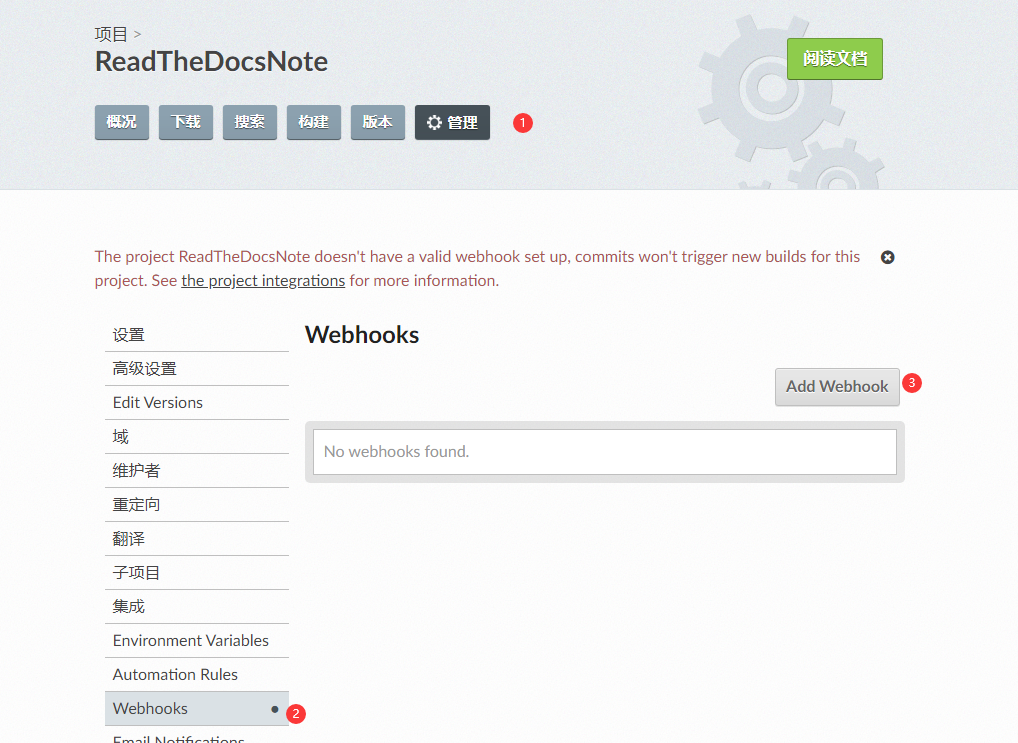 项目 >
ReadTheDocsNote
阅读文档
概况 下载 搜索 构建 版本 管理 1
The project ReadTheDocsNote doesn't have a valid webhook set up, commits won't trigger new builds for this
project. See the project integrations for more information.
设置
高级设置
Edit Versions
域
维护者
重定向
翻译
子项目
集成
Environment Variables
Automation Rules
Webhooks 2
Email Notifications
Webhooks
Add Webhook 3
No webhooks found.